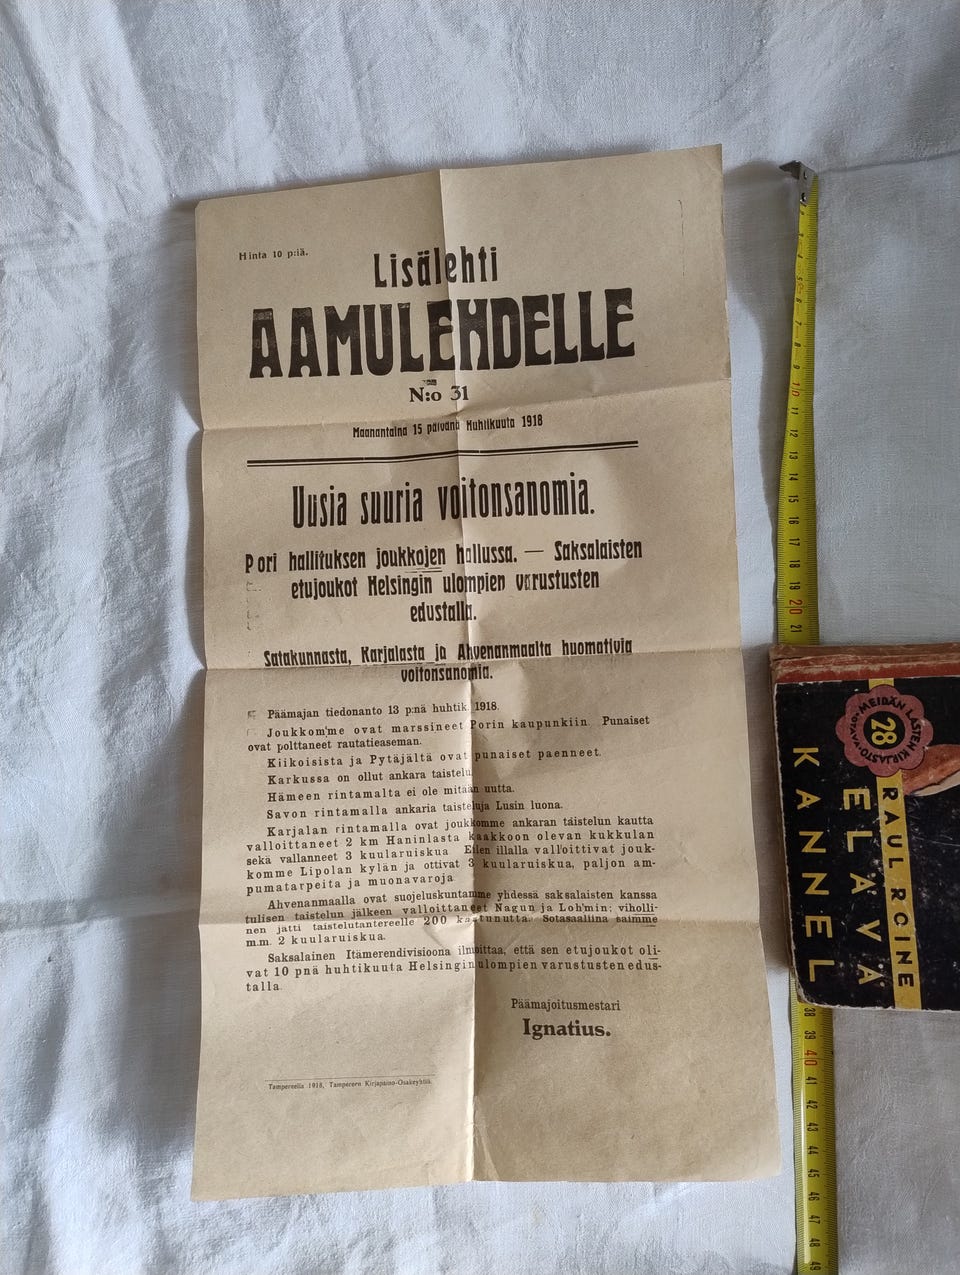 Hinta 10 p:iä.
Lisälehti
AAMULEHDELLE
N:o 31
Maanantaina 15 päivänä Huhtikuuta 1918
Uusia suuria voitonsanomia.
Pori hallituksen joukkojen hallussa. — Saksalaisten
etujoukot Helsingin ulompien varustusten
edustalla.
Satakunnasta, Karjalasta ja Ahvenanmaalta huomattavia
voitonsanomia.
Päämajan tiedonanto 13 p:nä huhtik. 1918.
Joukkomme ovat marssineet Porin kaupunkiin. Punaiset
ovat polttaneet rautatieaseman.
Kiikoisista ja Pytäjältä ovat punaiset paenneet.
Karkussa on ollut ankara taistelu.
Hämeen rintamalta ei ole mitään uutta.
Savon rintamalla ankaria taisteluja Lusin luona.
Karjalan rintamalla ovat joukkomme ankaran taistelun kautta
valloittaneet 2 km Haninlasta kaakkoon olevan kukkulan
sekä vallanneet 3 kuularuiskua. Eilen illalla valloittivat jouk-
komme Lipolan kylän ja ottivat 3 kuularuiskua, paljon am-
pumatarpeita ja muonavaroja
Ahvenanmaalla ovat suojeluskuntamme yhdessä saksalaisten kanssa
tulisen taistelun jälkeen valloittaneet Nagun ja Loh'min; viholli-
nen jätti taistelutantereelle 200 kaatunutta. Sotasaaliina saimme
m.m. 2 kuularuiskua.
Saksalainen Itämerendivisioona ilmoittaa, että sen etujoukot oli-
vat 10 pnä huhtikuuta Helsingin ulompien varustusten edus-
talla.
Päämajoitusmestari
Ignatius.
Tampereella 1918, Tampereen Kirjapaino-Osakeyhtiö.
MEIDÄN LASTEN KIRJASTO
28
RAUL ROINE
ELÄVÄ
KANNEL